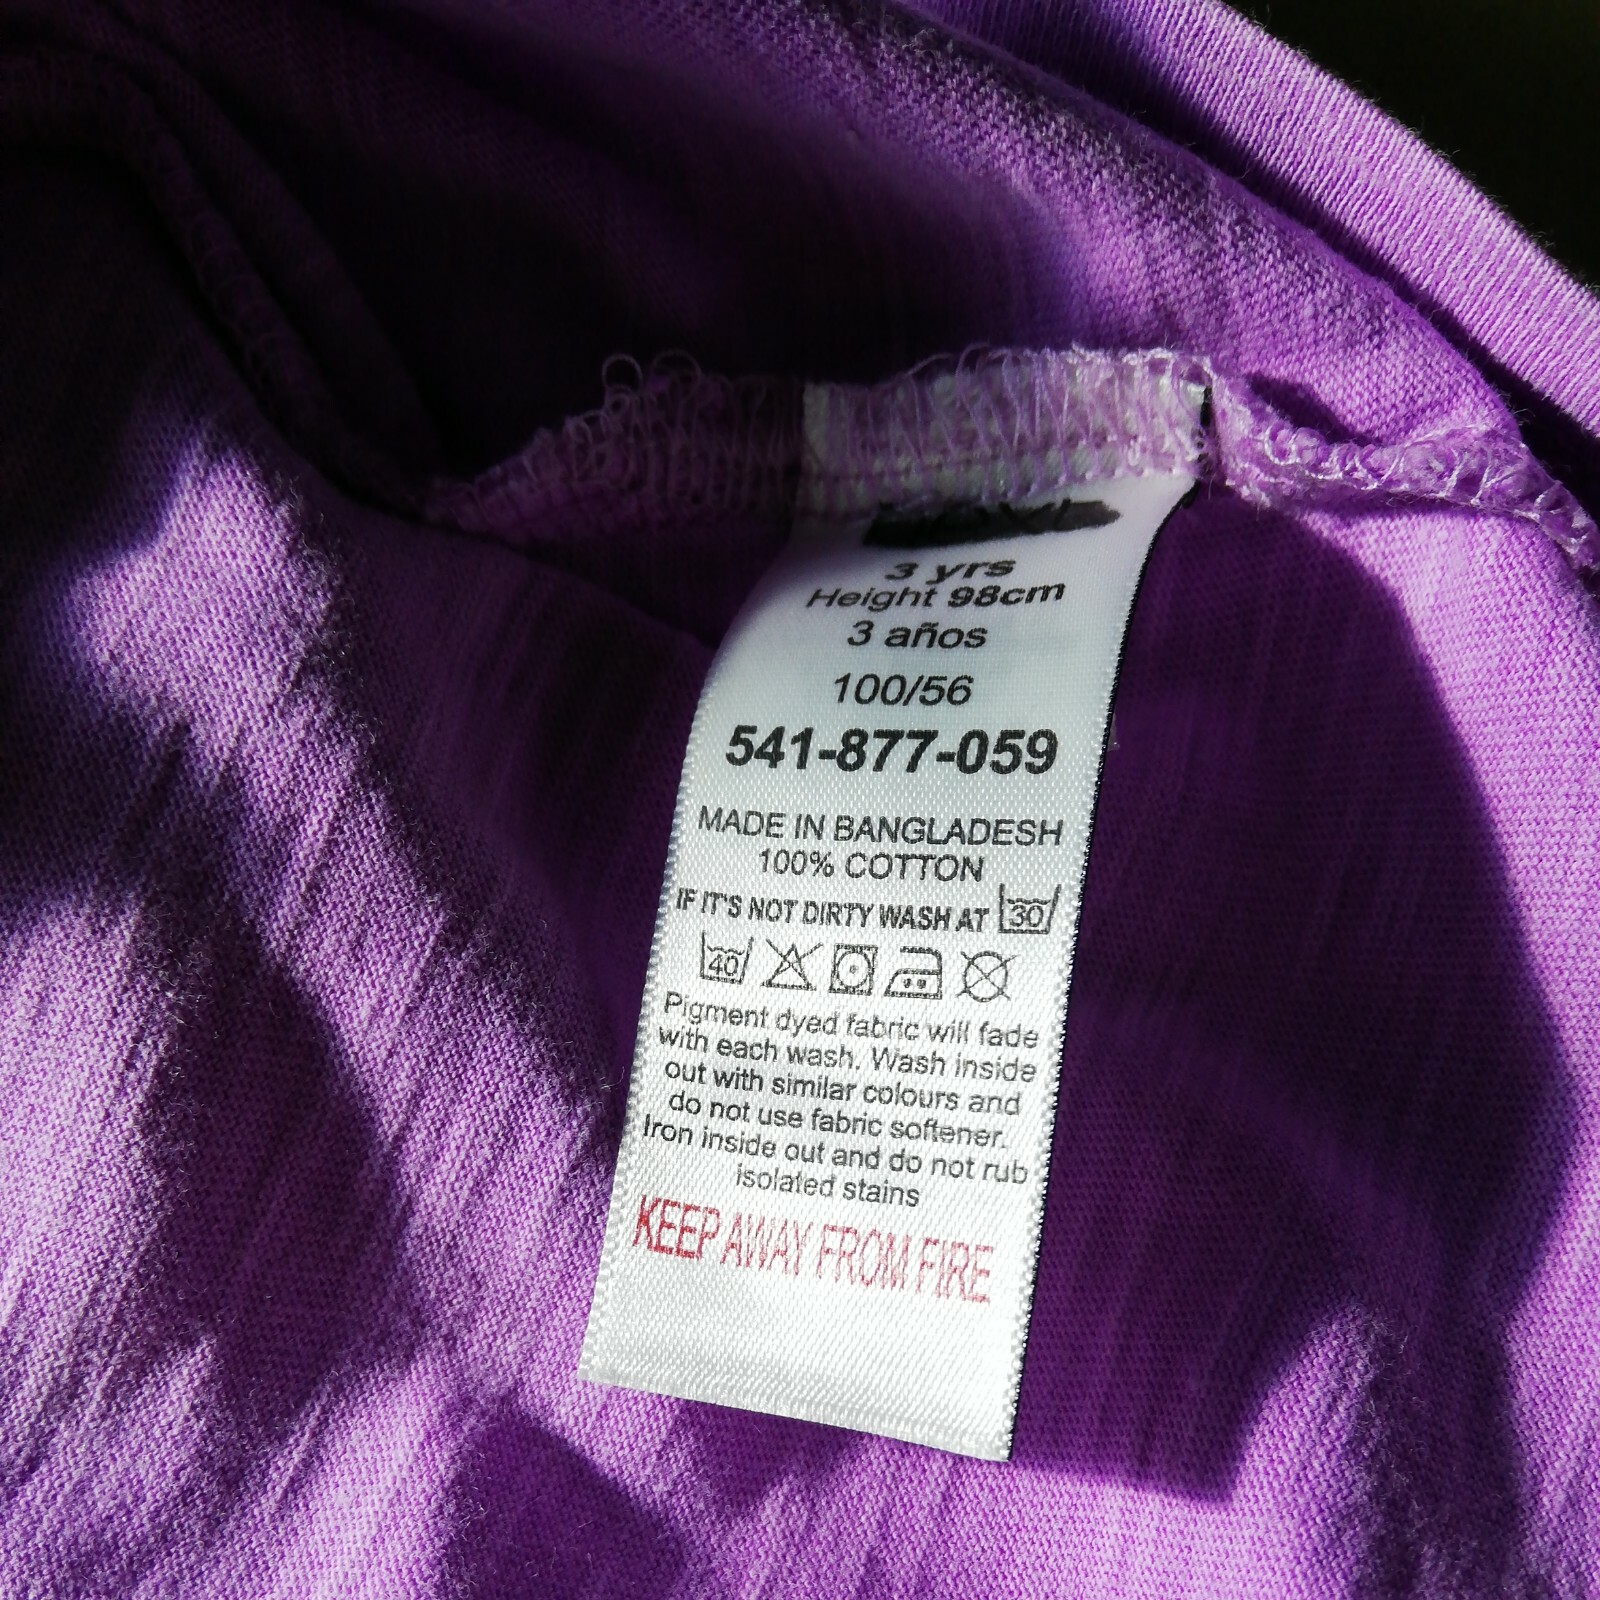 3 yrs
Height 98cm
3 años
100/56
541-877-059
MADE IN BANGLADESH
100% COTTON
IF IT'S NOT DIRTY WASH AT 30
40
Pigment dyed fabric will fade
with each wash. Wash inside
out with similar colours and
do not use fabric softener.
Iron inside out and do not rub
isolated stains
KEEP AWAY FROM FIRE